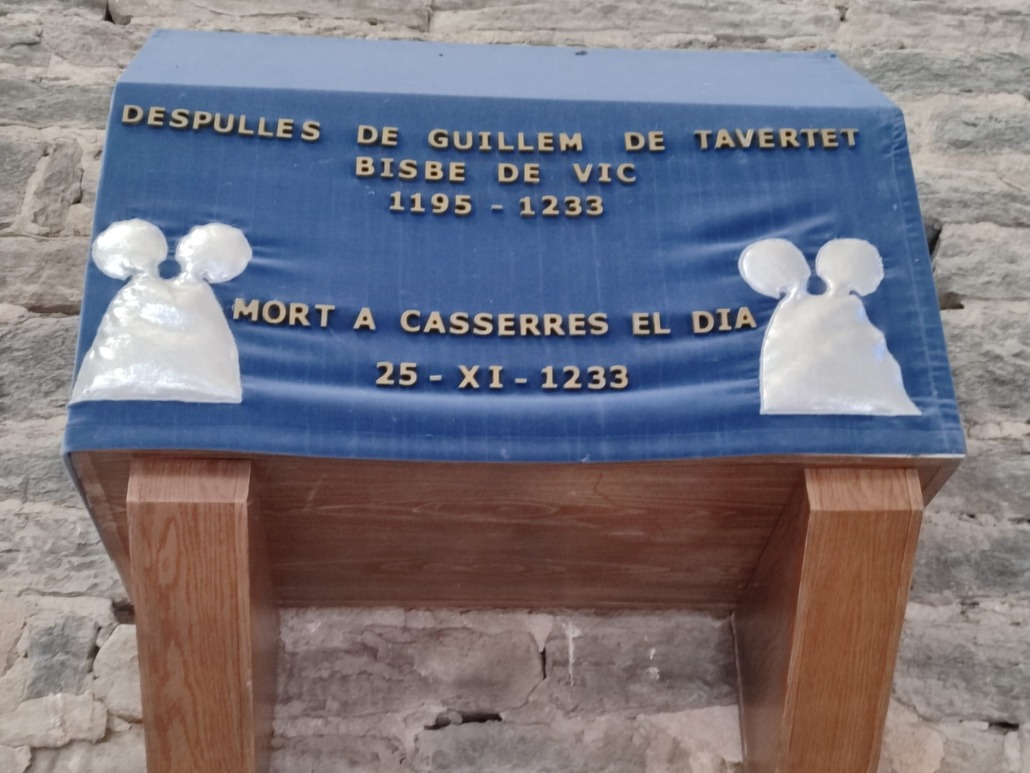 DESPULLES DE GUILLEM DE TAVERTET
BISBE DE VIC
1195 - 1233
MORT A CASSERRES EL DIA
25 - XI - 1233